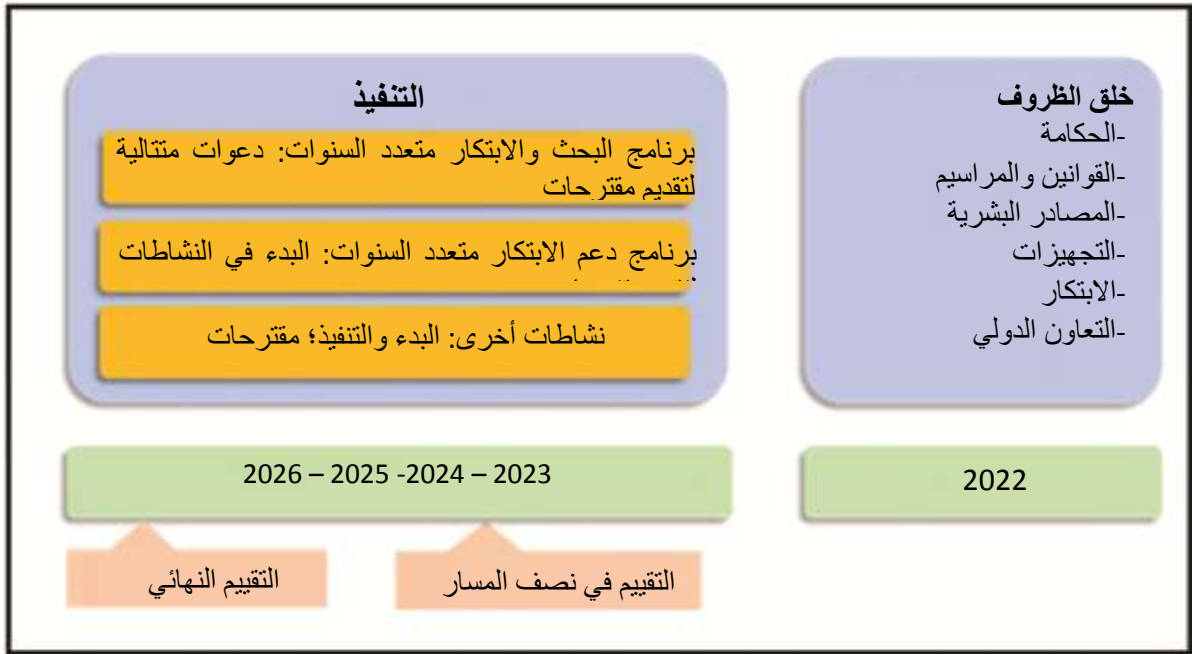 خلق الظروف
-الحكامة
-القوانين والمراسيم
-المصادر البشرية
-التجهيزات
-الابتكار
-التعاون الدولي
2022
التنفيذ
برنامج البحث والابتكار متعدد السنوات: دعوات متتالية
لتقديم مقترحات
برنامج دعم الابتكار متعدد السنوات: البدء في النشاطات
نشاطات أخرى: البدء والتنفيذ؛ مقترحات
2023 – 2024- 2025 – 2026
التقييم في نصف المسار
التقييم النهائي